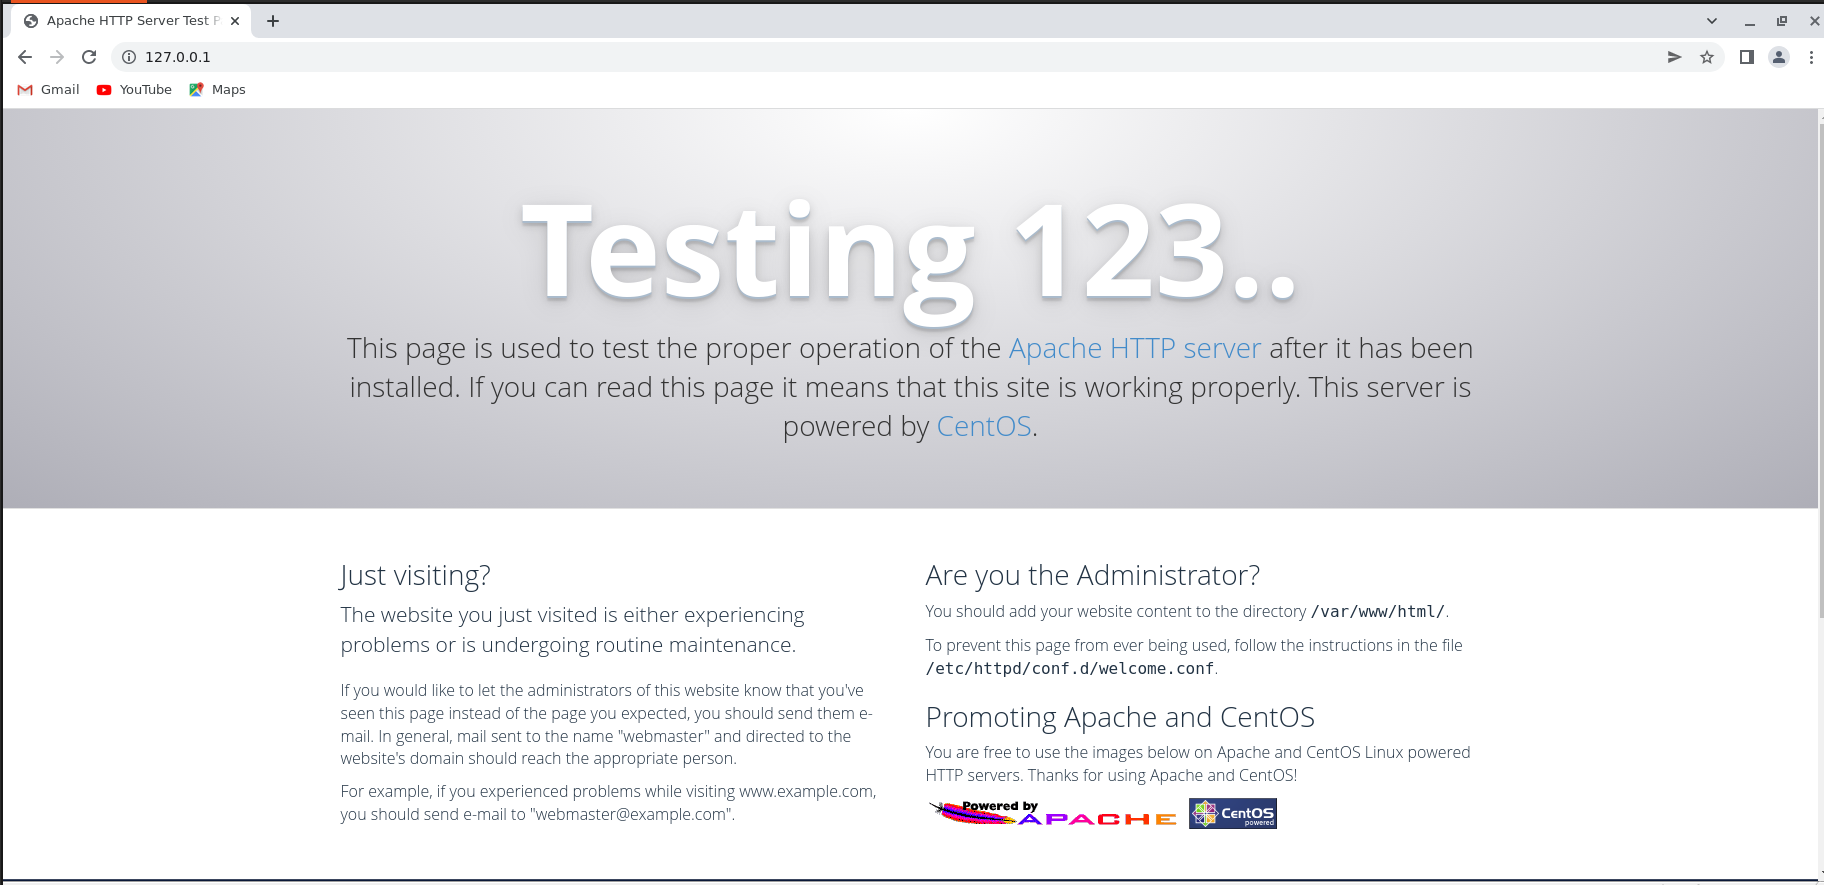 Apache HTTP Server Test P
127.0.0.1
Gmail YouTube Maps
Testing 123..
This page is used to test the proper operation of the Apache HTTP server after it has been
installed. If you can read this page it means that this site is working properly. This server is
powered by CentOS.
Just visiting?
The website you just visited is either experiencing
problems or is undergoing routine maintenance.
If you would like to let the administrators of this website know that you've
seen this page instead of the page you expected, you should send them e-
mail. In general, mail sent to the name "webmaster" and directed to the
website's domain should reach the appropriate person.
For example, if you experienced problems while visiting www.example.com,
you should send e-mail to "webmaster@example.com".
Are you the Administrator?
You should add your website content to the directory /var/www/html/.
To prevent this page from ever being used, follow the instructions in the file
/etc/httpd/conf.d/welcome.conf.
Promoting Apache and CentOS
You are free to use the images below on Apache and CentOS Linux powered
HTTP servers. Thanks for using Apache and CentOS!
Powered by
APACHE
CentOS
powered